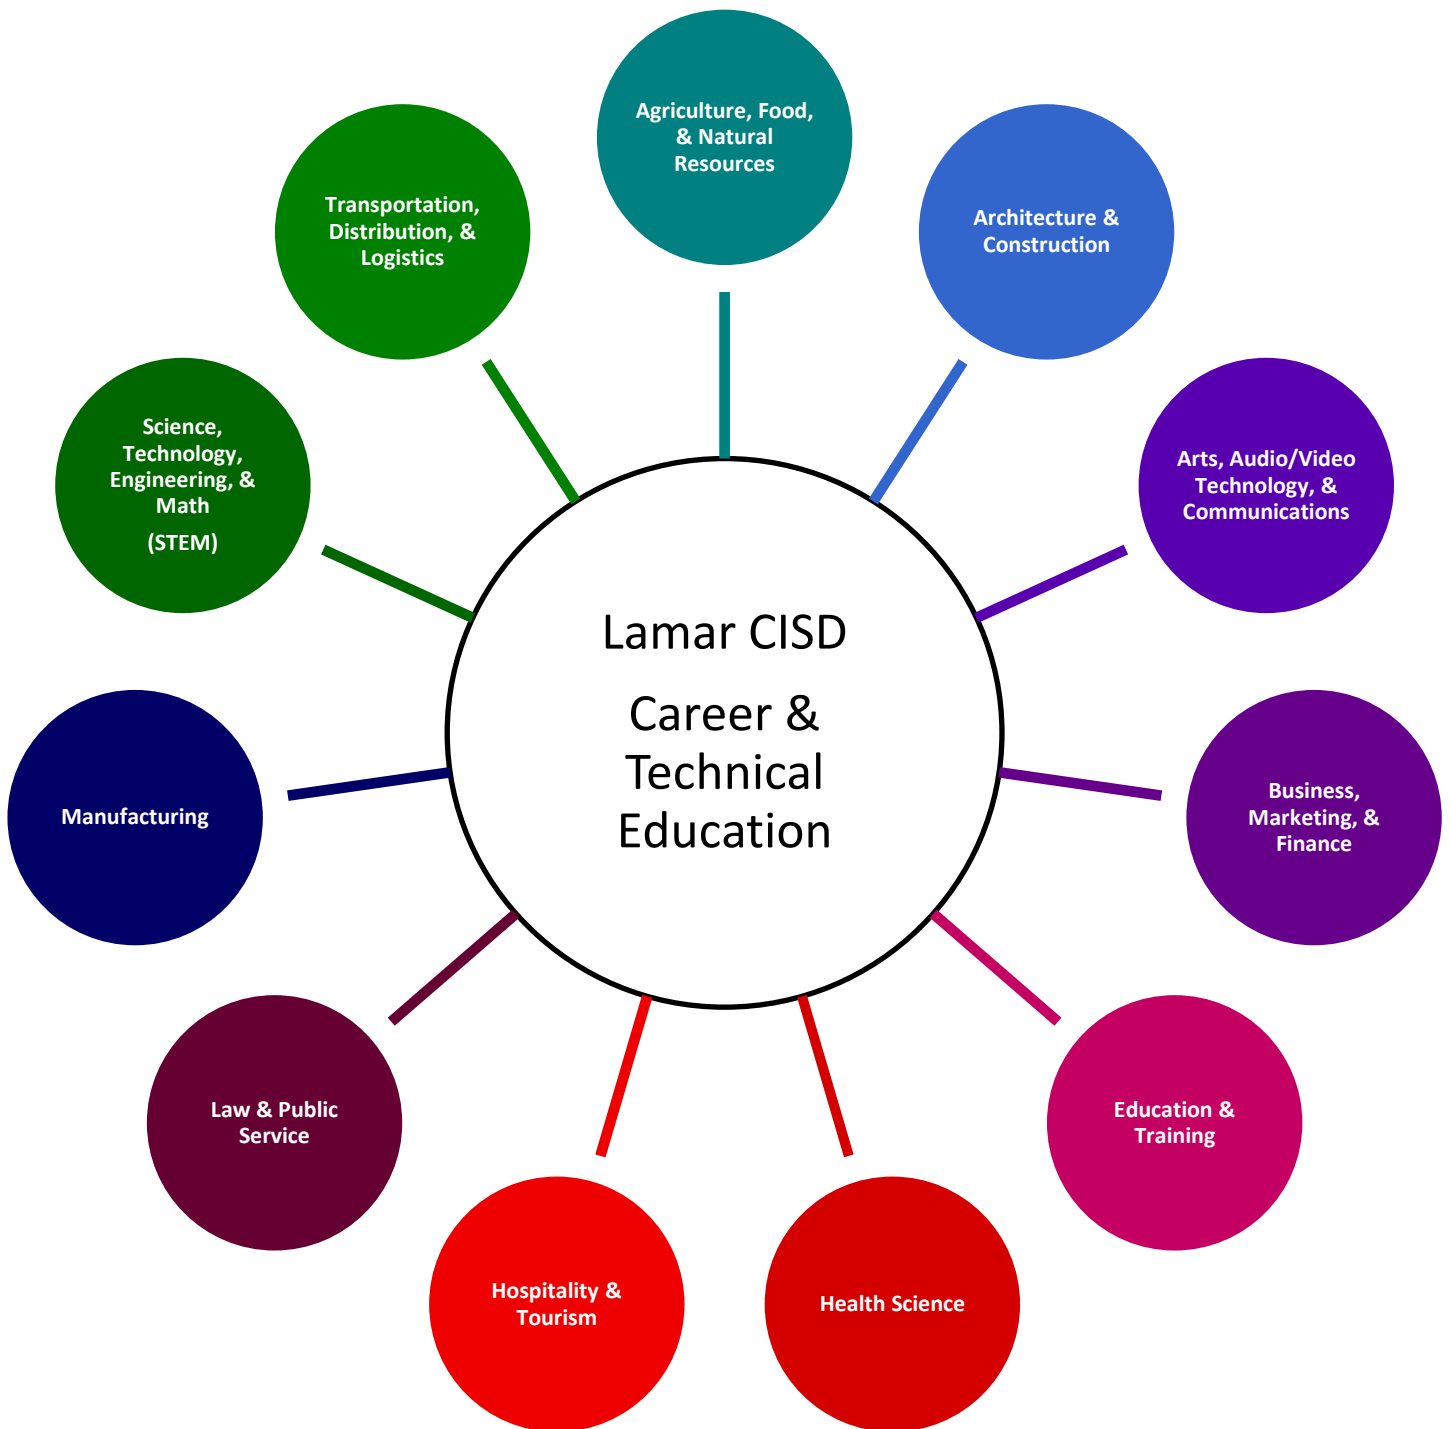 Agriculture, Food,
& Natural
Resources
Architecture &
Construction
Arts, Audio/Video
Technology, &
Communications
Business,
Marketing, &
Finance
Education &
Training
Health Science
Hospitality &
Tourism
Law & Public
Service
Manufacturing
Science,
Technology,
Engineering, &
Math
(STEM)
Transportation,
Distribution, &
Logistics
Lamar CISD
Career &
Technical
Education